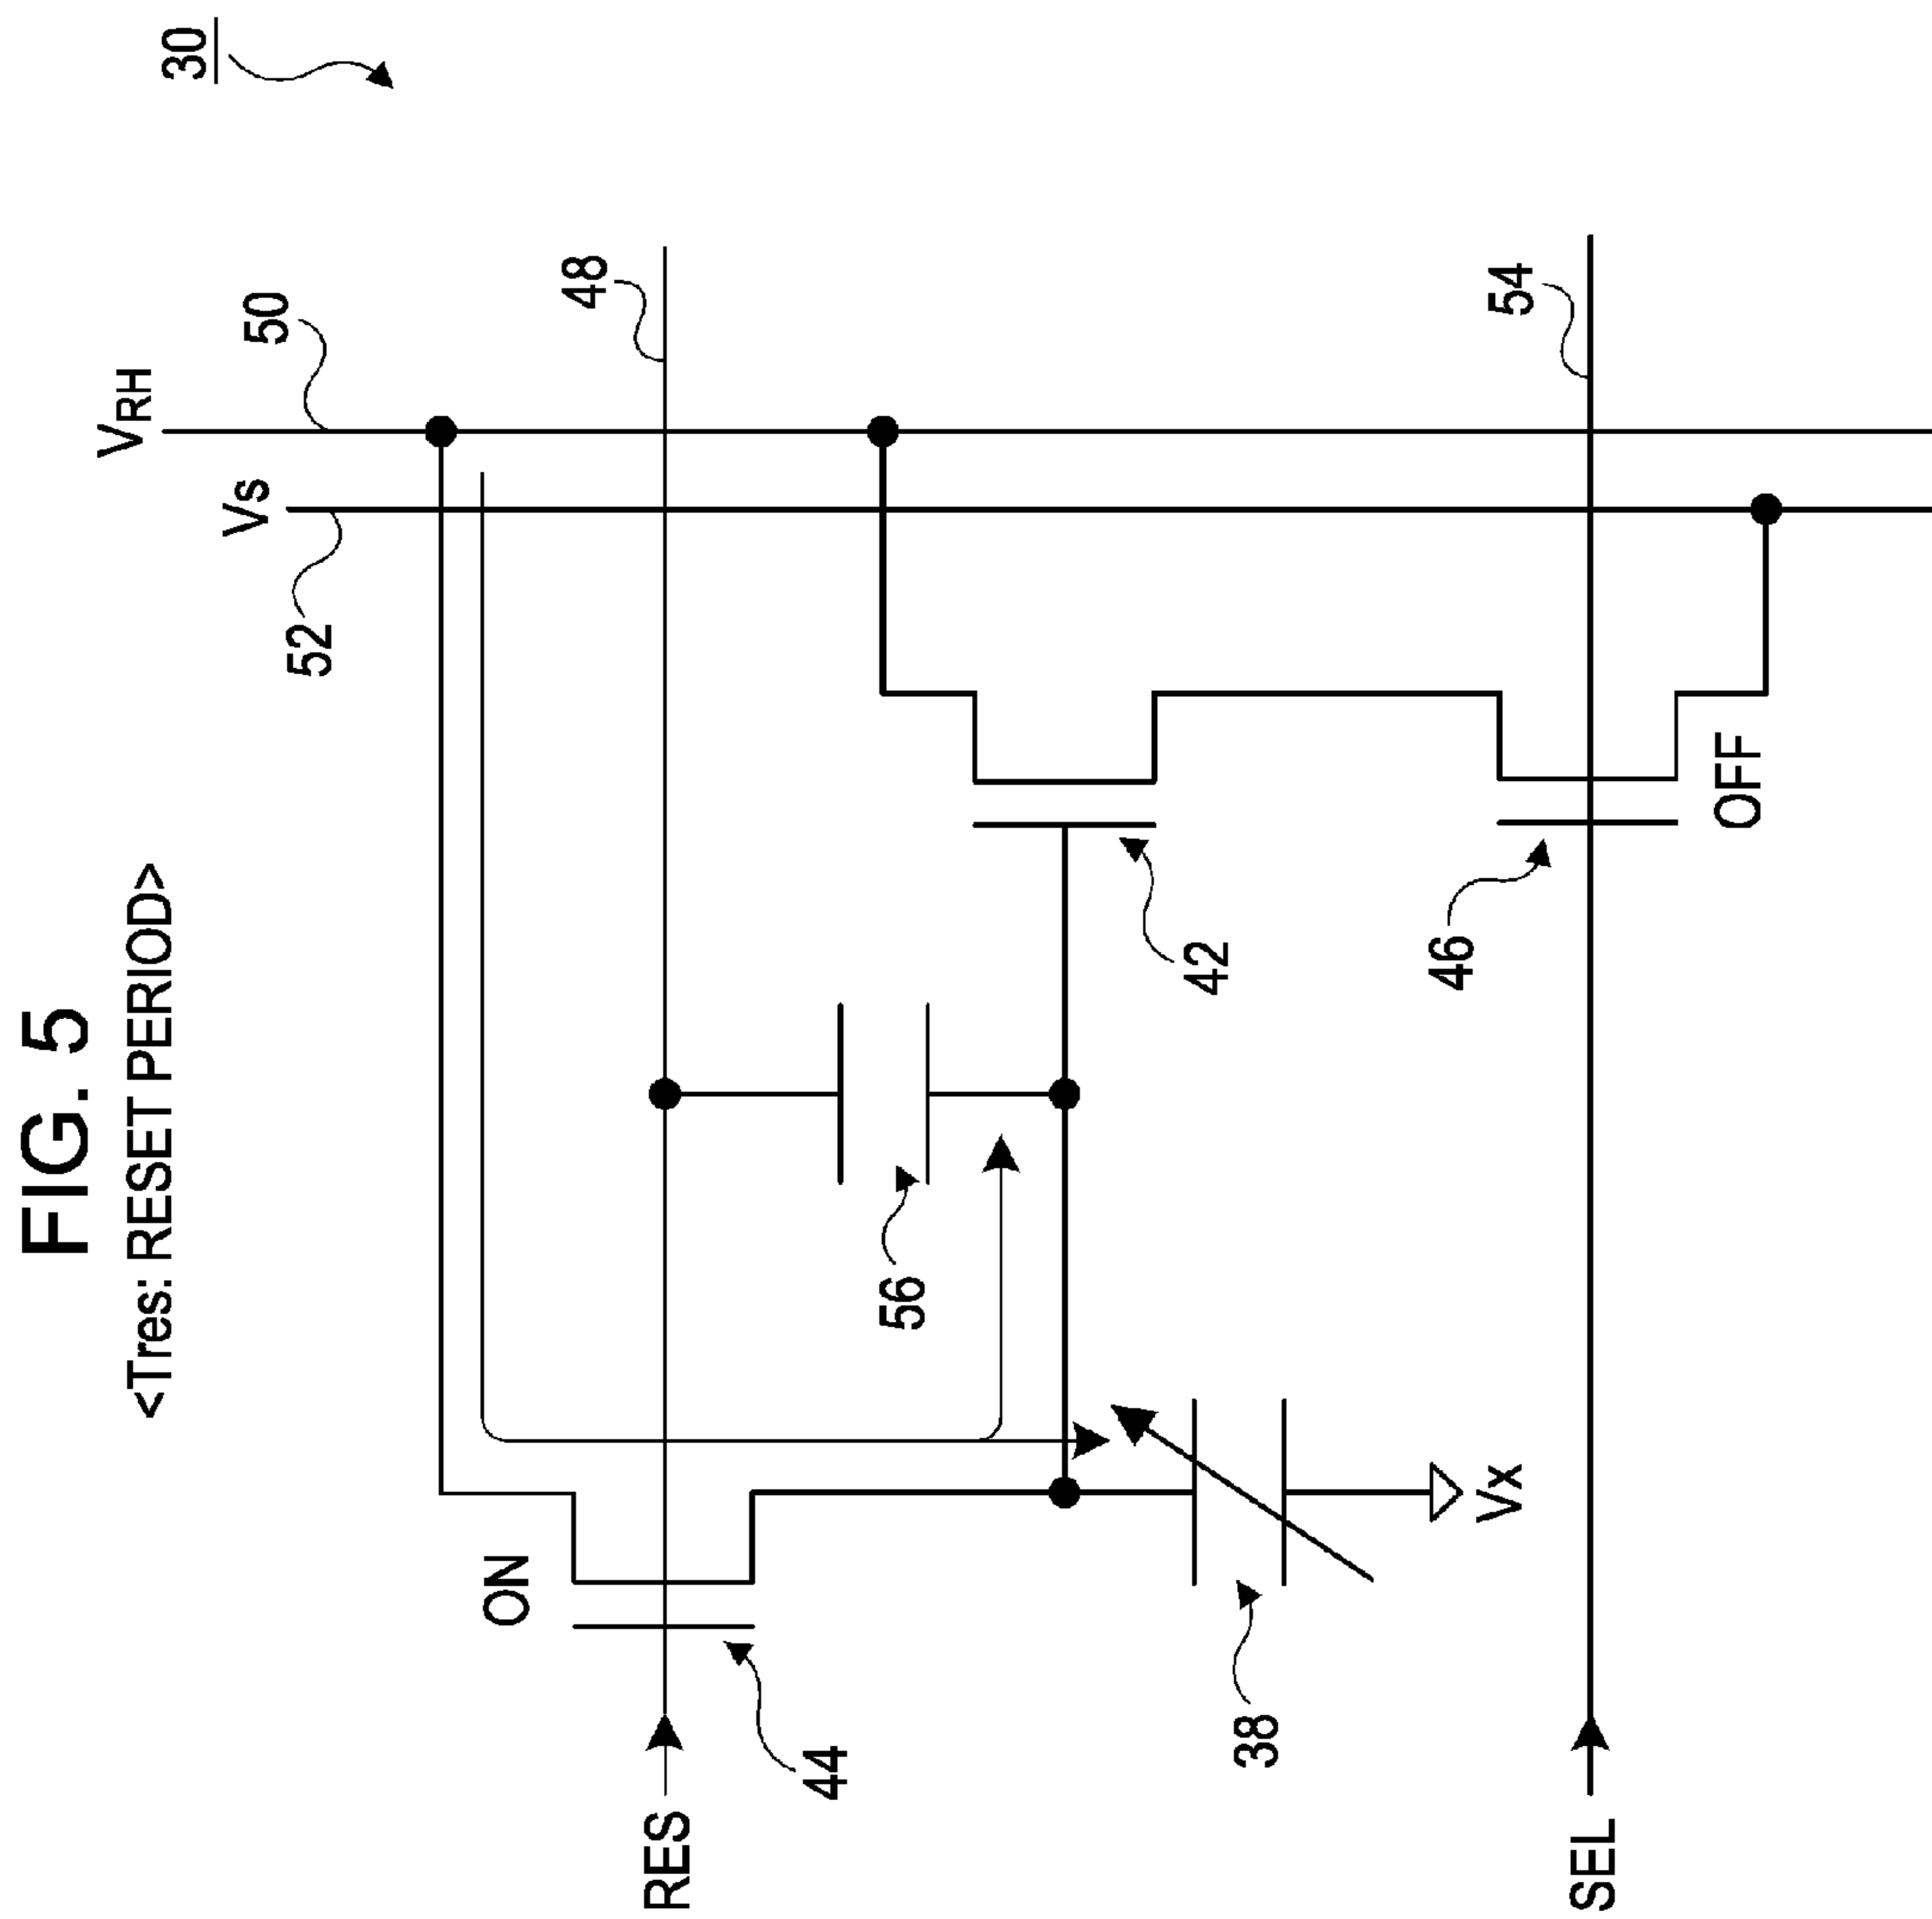 FIG. 5
<Tres: RESET PERIOD>
30
VRH
50
Vs
52
48
54
ON
RES
44
56
42
46
OFF
38
Vx
SEL